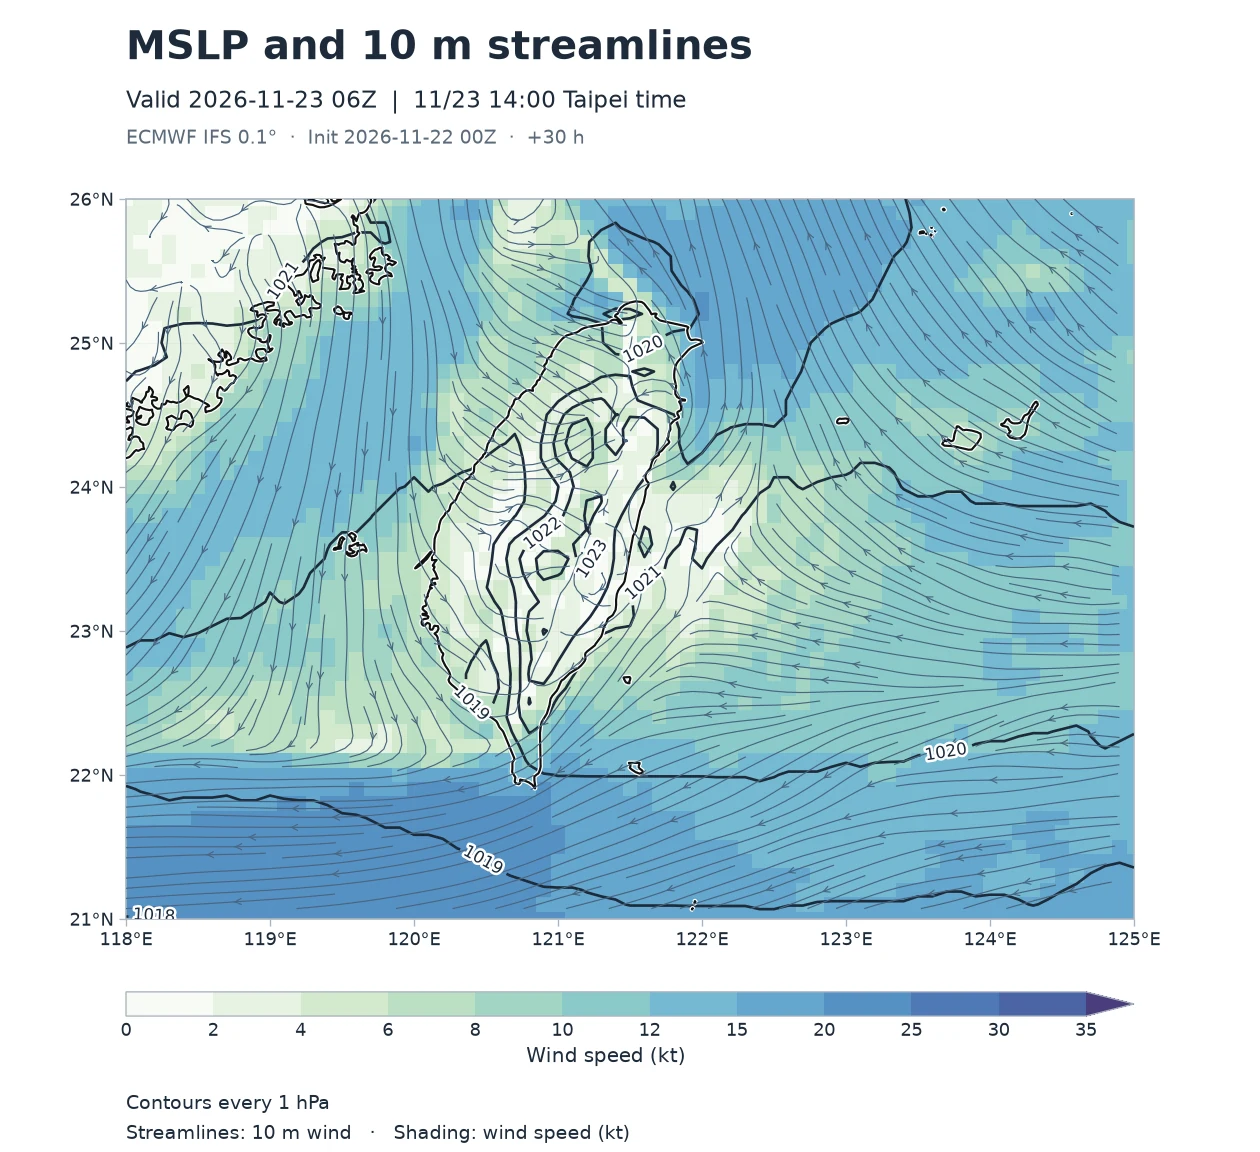 MSLP and 10 m streamlines
Valid 2026-11-23 06Z | 11/23 14:00 Taipei time
ECMWF IFS 0.1° · Init 2026-11-22 00Z · +30 h
26°N
25°N
24°N
23°N
22°N
21°N
1021
1020
1022
1023
1021
1019
1020
1019
1018
118°E 119°E 120°E 121°E 122°E 123°E 124°E 125°E
0 2 4 6 8 10 12 15 20 25 30 35
Wind speed (kt)
Contours every 1 hPa
Streamlines: 10 m wind · Shading: wind speed (kt)